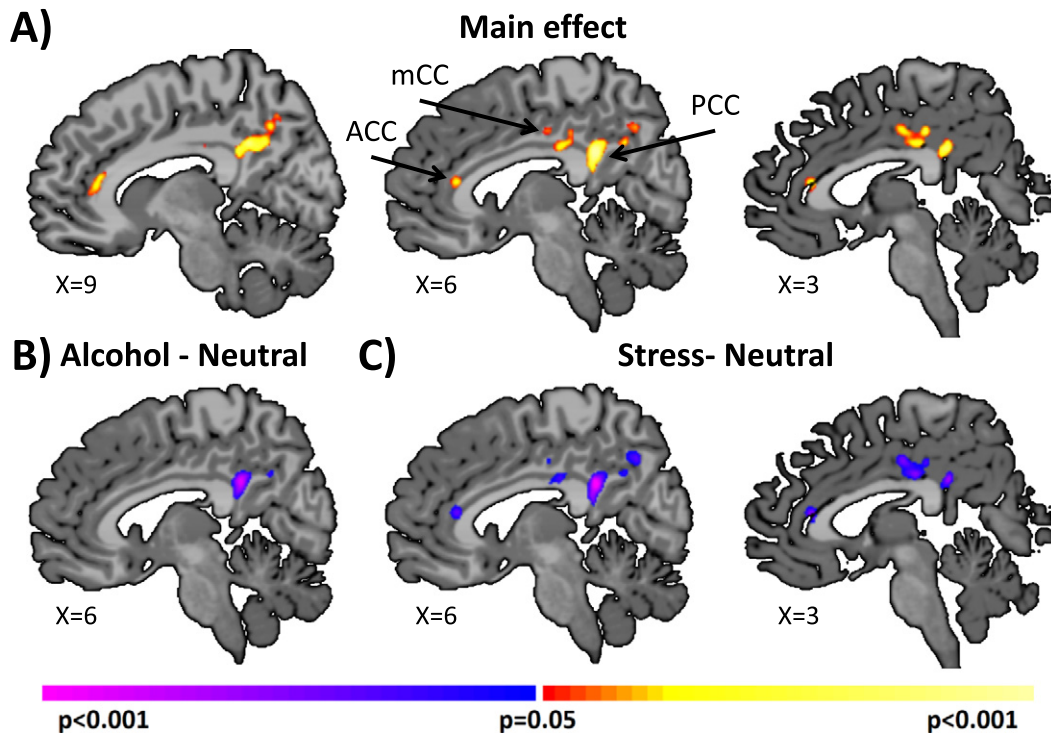 A) Main effect
mCC
PCC
ACC
X=9
X=6
X=3
B) Alcohol - Neutral
C) Stress- Neutral
X=6
X=6
X=3
p<0.001
p=0.05
p<0.001